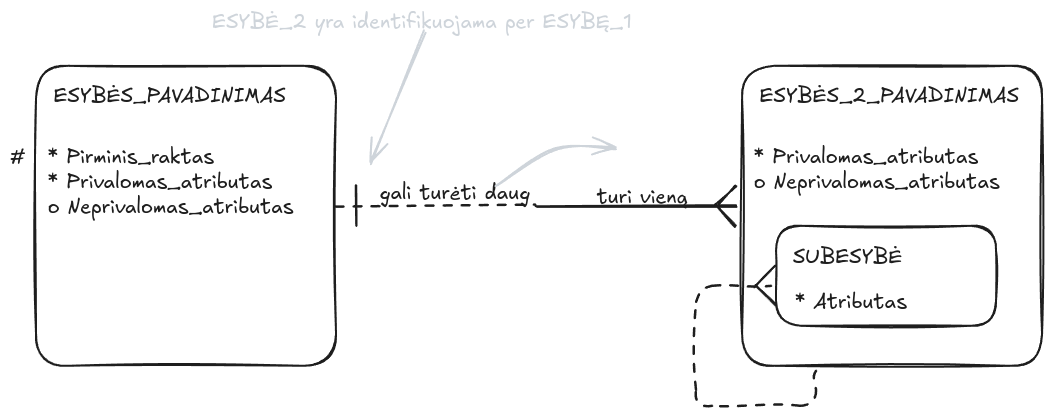 ESYBĖ_2 yra identifikuojama per ESYBĘ_1
ESYBĖS_PAVADINIMAS
# * Pirminis_raktas
* Privalomas_atributas
o Neprivalomas_atributas
gali turėti daug
turi vieną
ESYBĖS_2_PAVADINIMAS
* Privalomas_atributas
o Neprivalomas_atributas
SUBESYBĖ
* Atributas